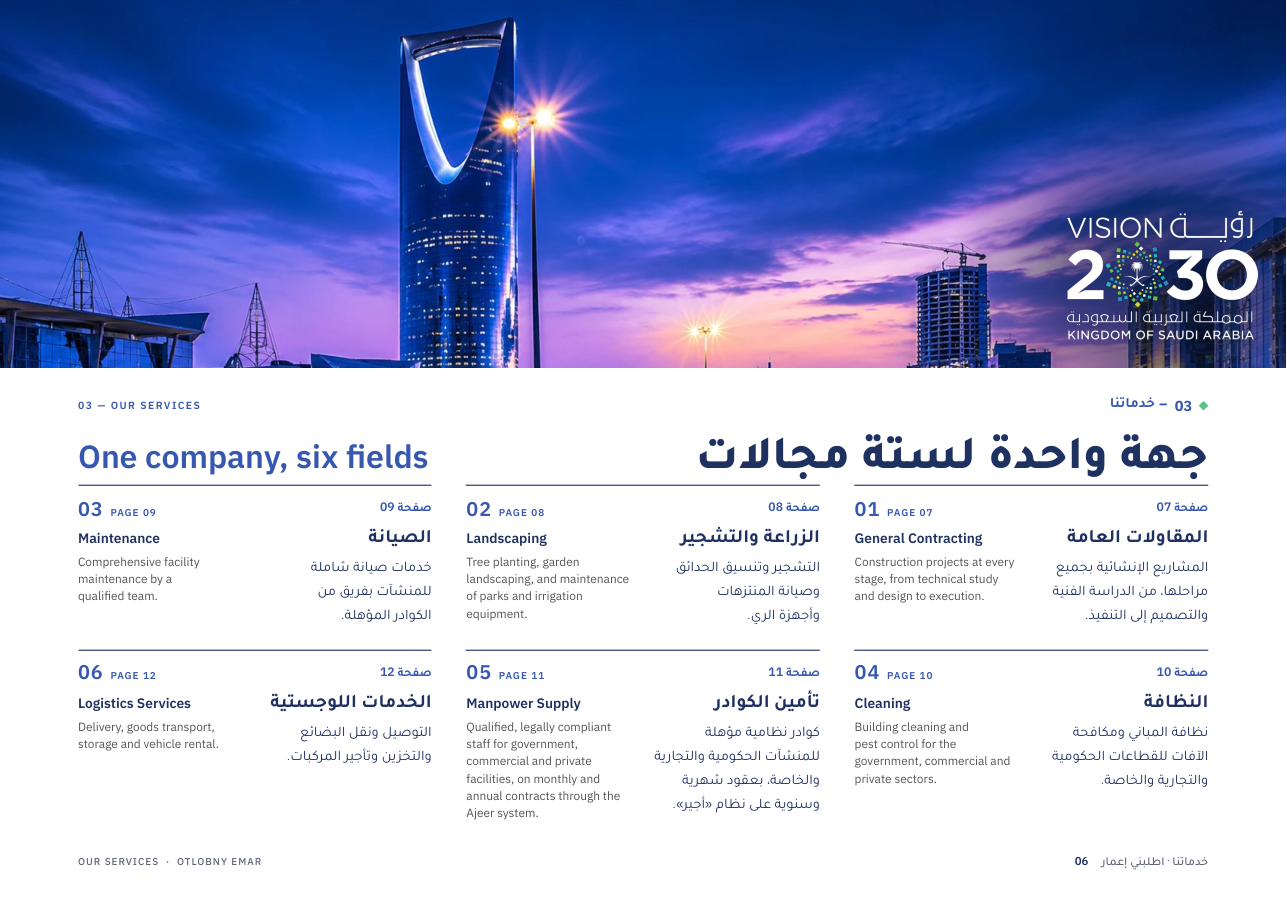 VISION رؤيـــة
2030
المملكة العربية السعودية
KINGDOM OF SAUDI ARABIA
03 — OUR SERVICES
03 – خدماتنا
One company, six fields
جهة واحدة لستة مجالات
صفحة 07
01 PAGE 07
المقاولات العامة
General Contracting
المشاريع الإنشائية بجميع
مراحلها، من الدراسة الفنية
والتصميم إلى التنفيذ.
Construction projects at every
stage, from technical study
and design to execution.
صفحة 08
02 PAGE 08
الزراعة والتشجير
Landscaping
التشجير وتنسيق الحدائق
وصيانة المنتزهات
وأجهزة الري.
Tree planting, garden
landscaping, and maintenance
of parks and irrigation
equipment.
صفحة 09
03 PAGE 09
الصيانة
Maintenance
خدمات صيانة شاملة
للمنشآت بفريق من
الكوادر المؤهلة.
Comprehensive facility
maintenance by a
qualified team.
صفحة 10
04 PAGE 10
النظافة
Cleaning
نظافة المباني ومكافحة
الآفات للقطاعات الحكومية
والتجارية والخاصة.
Building cleaning and
pest control for the
government, commercial and
private sectors.
صفحة 11
05 PAGE 11
تأمين الكوادر
Manpower Supply
كوادر نظامية مؤهلة
للمنشآت الحكومية والتجارية
والخاصة، بعقود شهرية
وسنوية على نظام «أجير».
Qualified, legally compliant
staff for government,
commercial and private
facilities, on monthly and
annual contracts through the
Ajeer system.
صفحة 12
06 PAGE 12
الخدمات اللوجستية
Logistics Services
التوصيل ونقل البضائع
والتخزين وتأجير المركبات.
Delivery, goods transport,
storage and vehicle rental.
OUR SERVICES · OTLOBNY EMAR
خدماتنا · اطلبني إعمار 06